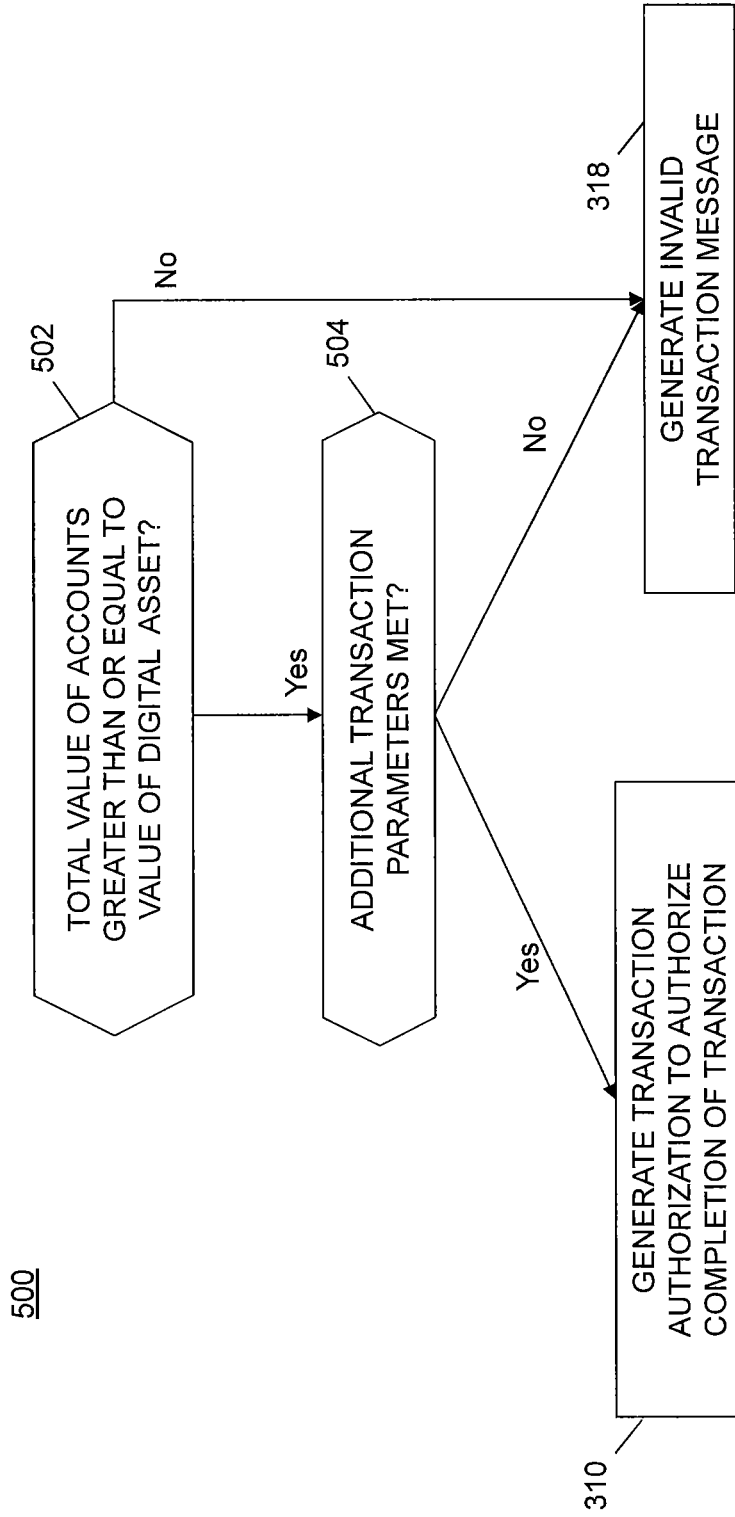 500
502
TOTAL VALUE OF ACCOUNTS
GREATER THAN OR EQUAL TO
VALUE OF DIGITAL ASSET?
No
Yes
504
ADDITIONAL TRANSACTION
PARAMETERS MET?
Yes
No
310
GENERATE TRANSACTION
AUTHORIZATION TO AUTHORIZE
COMPLETION OF TRANSACTION
318
GENERATE INVALID
TRANSACTION MESSAGE